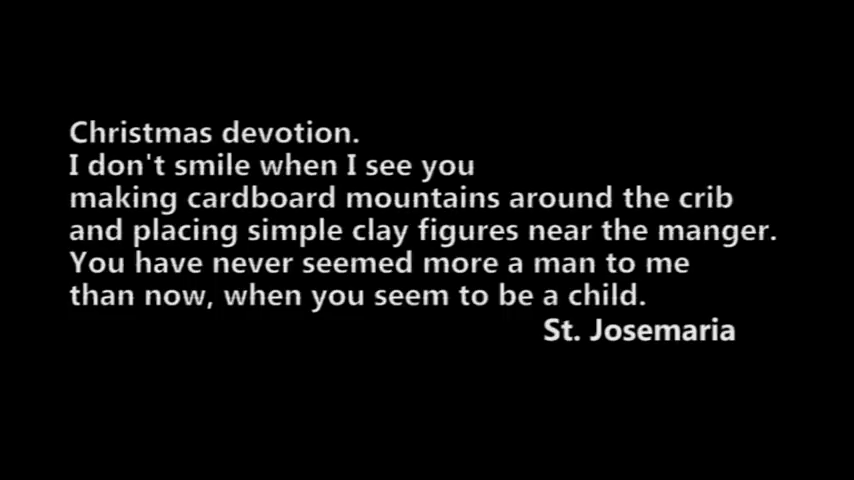 Christmas devotion.
I don't smile when I see you
making cardboard mountains around the crib
and placing simple clay figures near the manger.
You have never seemed more a man to me
than now, when you seem to be a child.
St. Josemaria